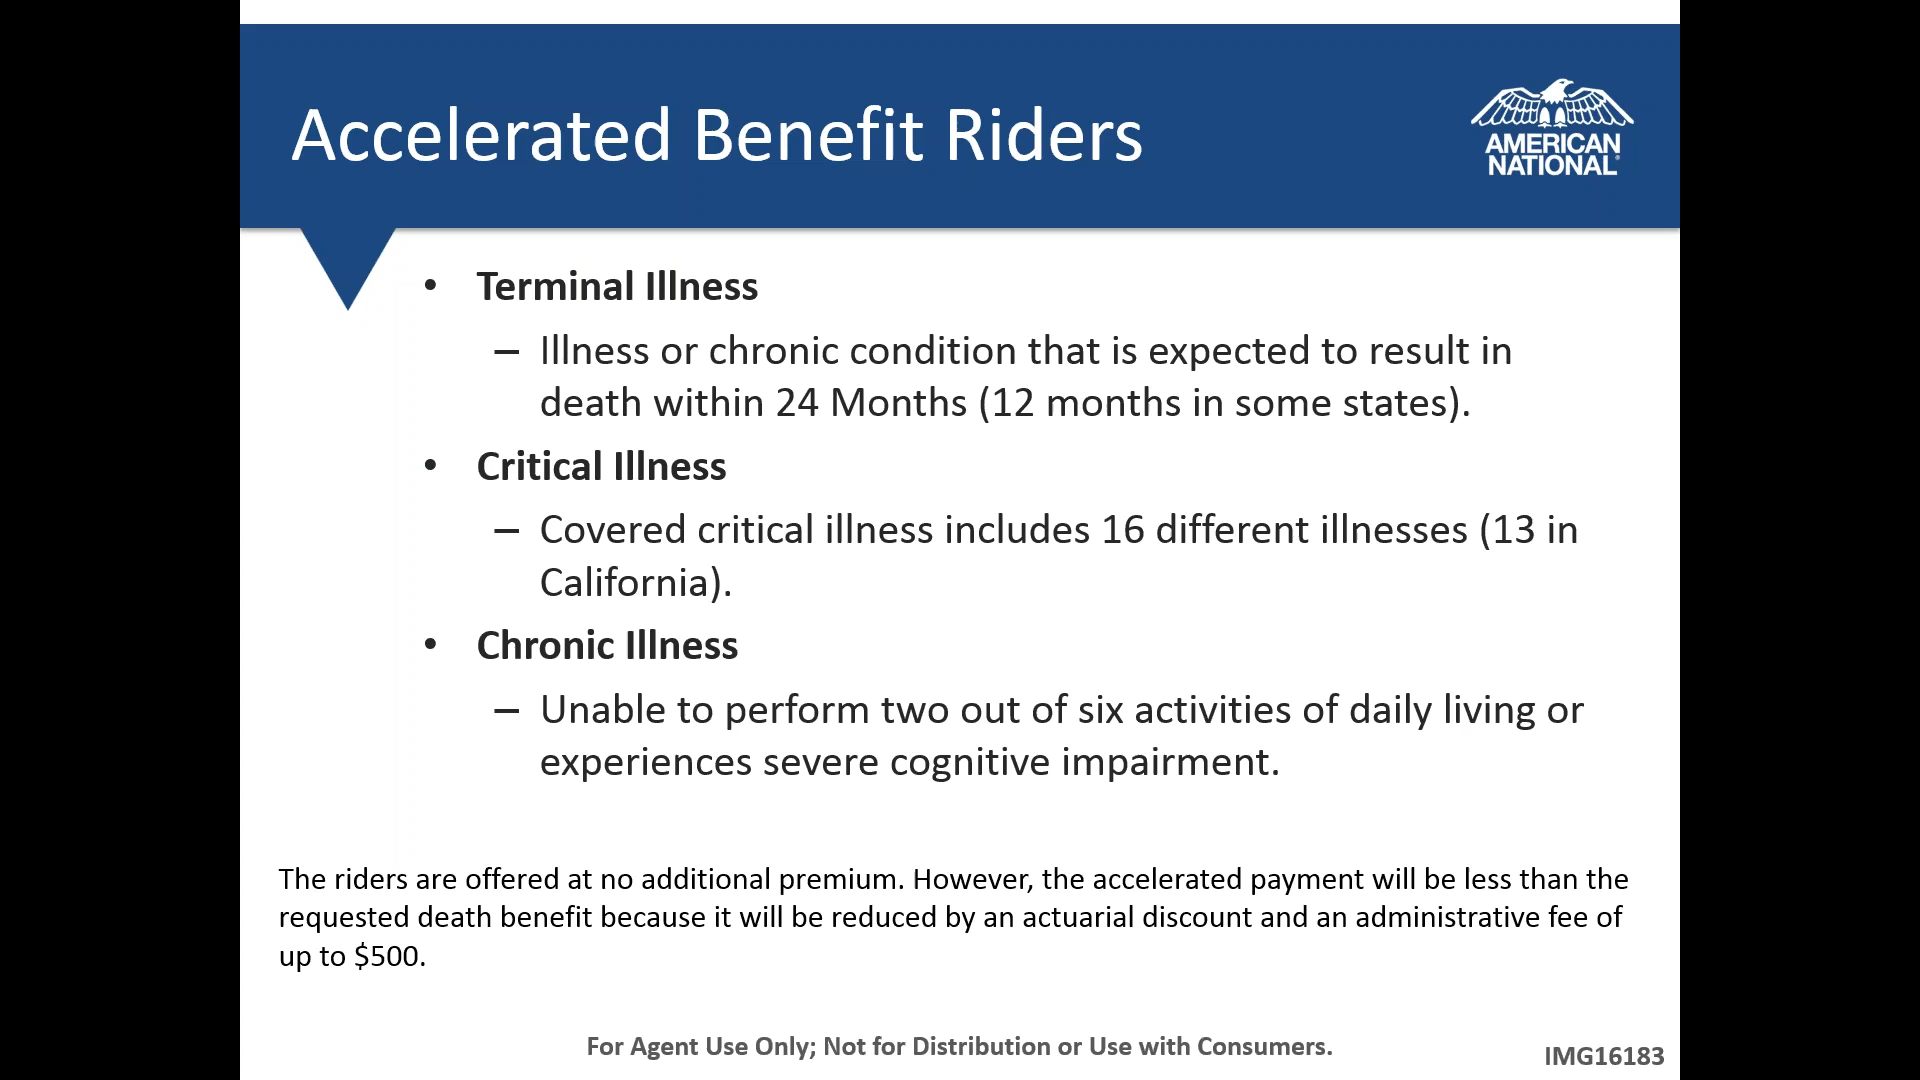 Accelerated Benefit Riders
AMERICAN
NATIONAL®
• Terminal Illness
– Illness or chronic condition that is expected to result in
death within 24 Months (12 months in some states).
• Critical Illness
– Covered critical illness includes 16 different illnesses (13 in
California).
• Chronic Illness
– Unable to perform two out of six activities of daily living or
experiences severe cognitive impairment.
The riders are offered at no additional premium. However, the accelerated payment will be less than the
requested death benefit because it will be reduced by an actuarial discount and an administrative fee of
up to $500.
For Agent Use Only; Not for Distribution or Use with Consumers.
IMG16183